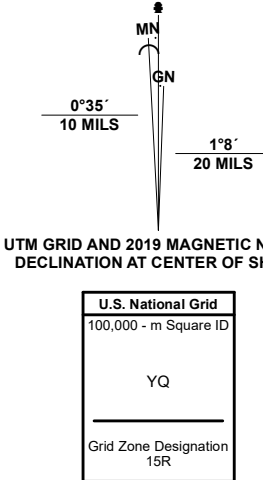 MN
GN
0°35´
10 MILS
1°8´
20 MILS
UTM GRID AND 2019 MAGNETIC N
DECLINATION AT CENTER OF SH
U.S. National Grid
100,000 - m Square ID
YQ
Grid Zone Designation
15R